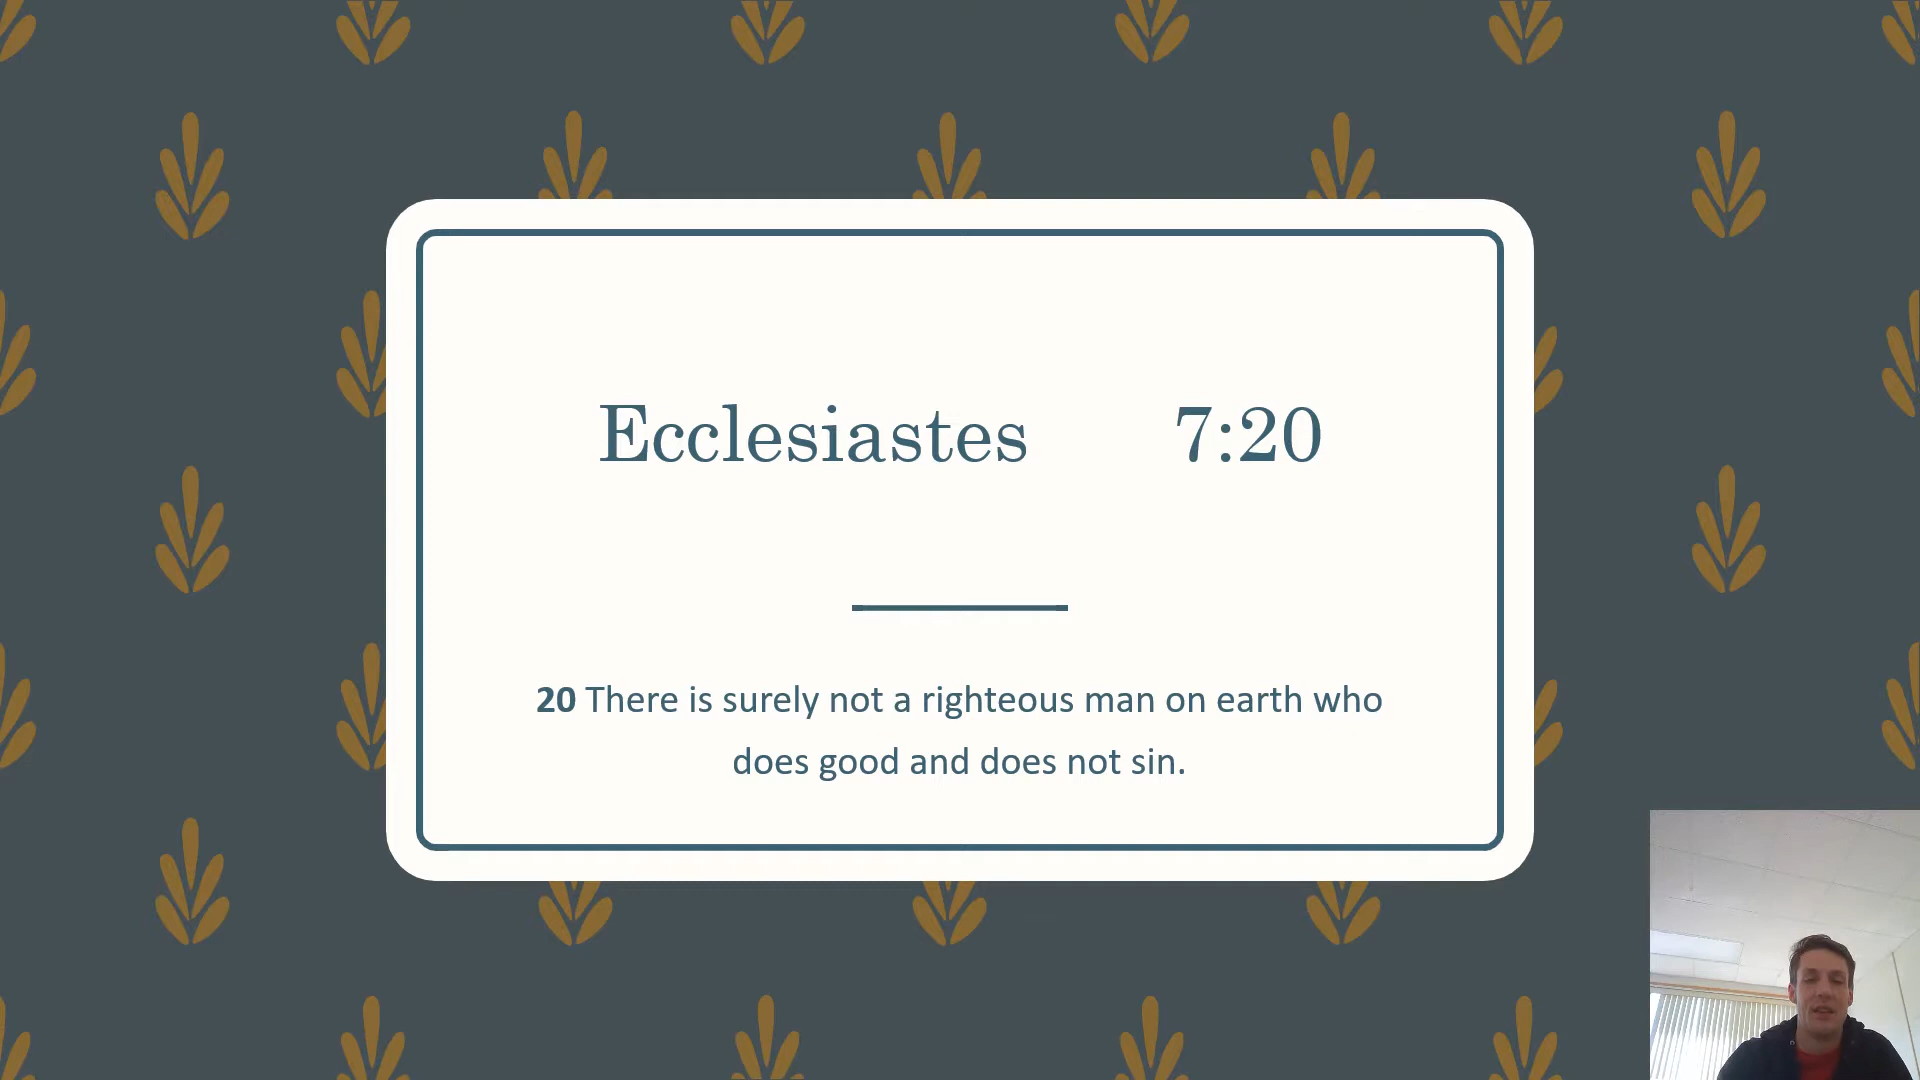 Ecclesiastes 7:20
20 There is surely not a righteous man on earth who
does good and does not sin.